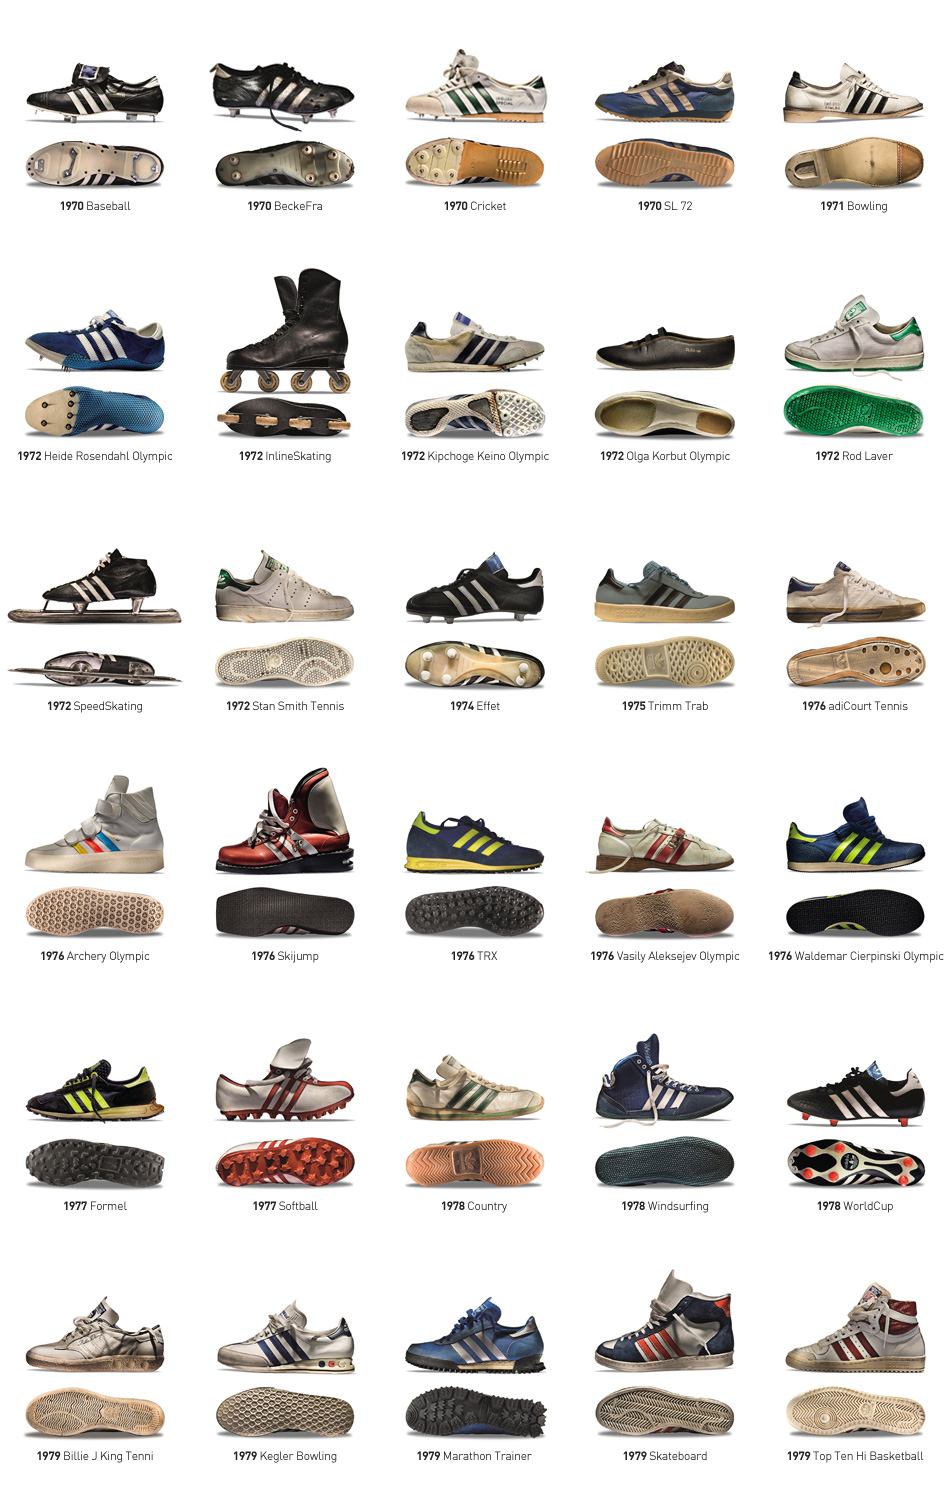 1970 Baseball
1970 BeckeFra
1970 Cricket
1970 SL 72
1971 Bowling
1972 Heide Rosendahl Olympic
1972 InlineSkating
1972 Kipchoge Keino Olympic
1972 Olga Korbut Olympic
1972 Rod Laver
1972 SpeedSkating
1972 Stan Smith Tennis
1974 Effet
1975 Trimm Trab
1976 adiCourt Tennis
1976 Archery Olympic
1976 Skijump
1976 TRX
1976 Vasily Aleksejev Olympic
1976 Waldemar Cierpinski Olympic
1977 Formel
1977 Softball
1978 Country
1978 Windsurfing
1978 WorldCup
1979 Billie J King Tenni
1979 Kegler Bowling
1979 Marathon Trainer
1979 Skateboard
1979 Top Ten Hi Basketball